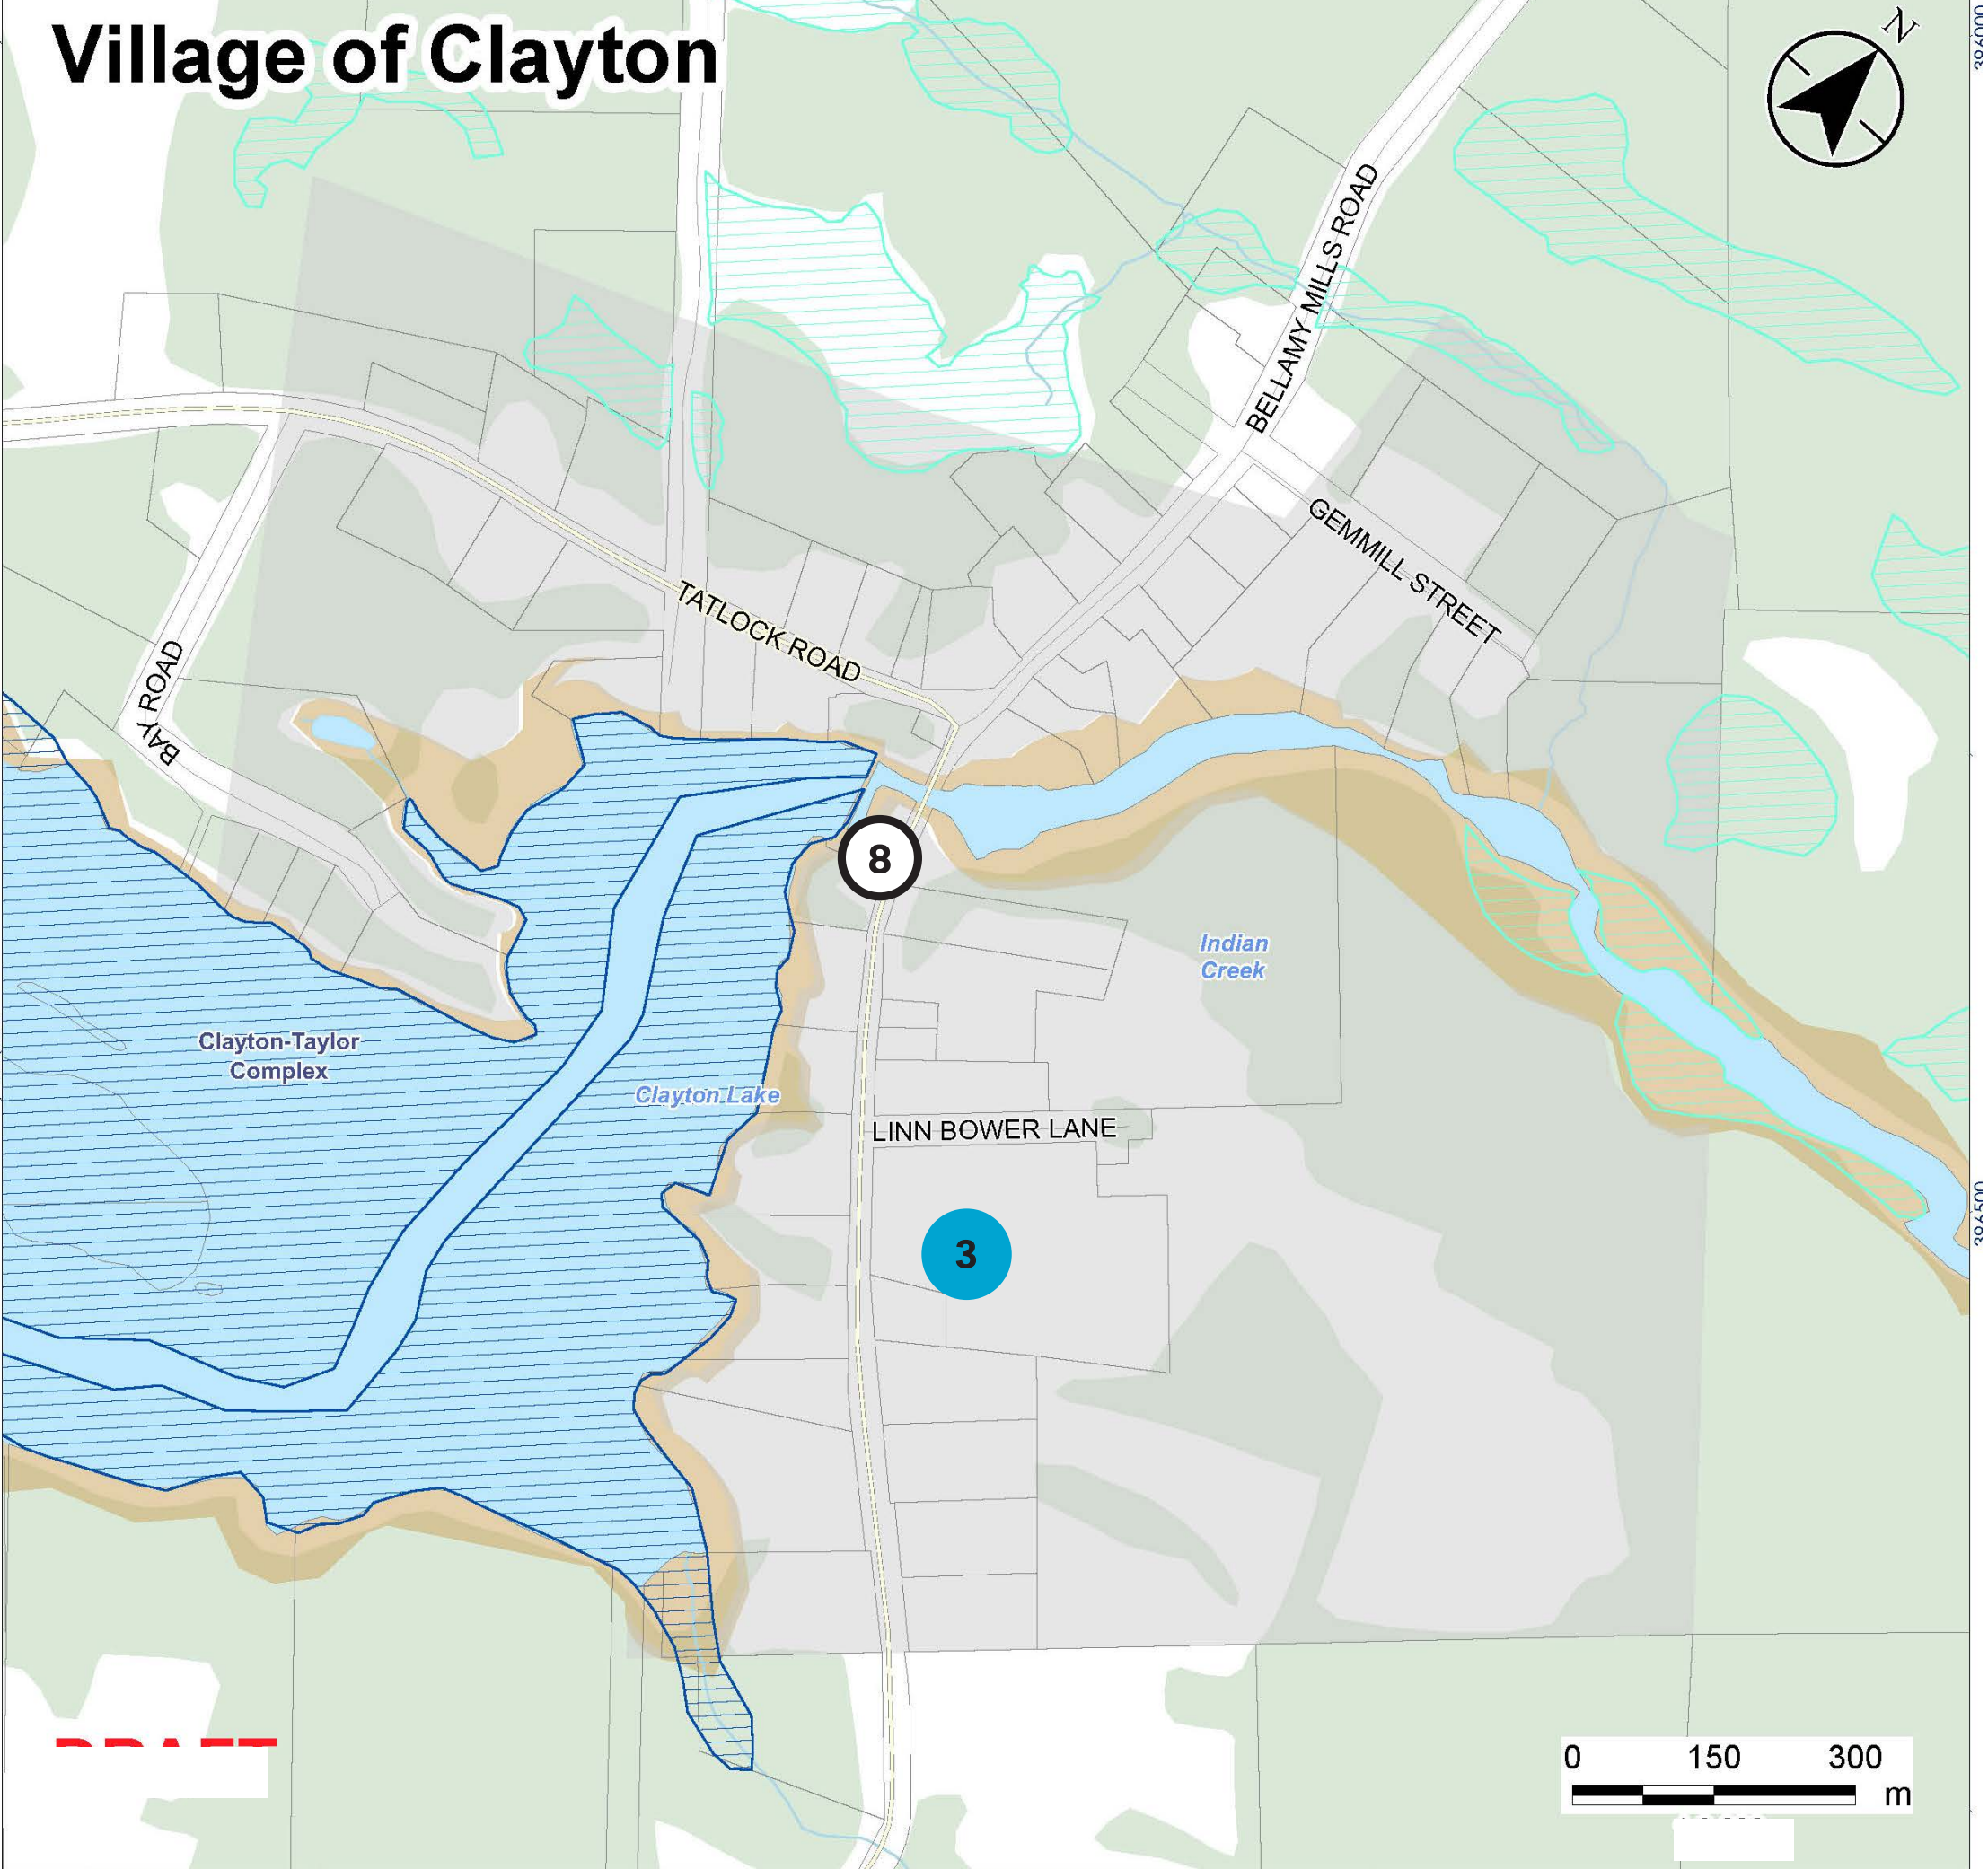 Village of Clayton
N
BELLAMY MILLS ROAD
GEMMILL STREET
TATLOCK ROAD
BAY ROAD
8
Indian
Creek
Clayton-Taylor
Complex
Clayton Lake
LINN BOWER LANE
3
DRAFT
0 150 300
m